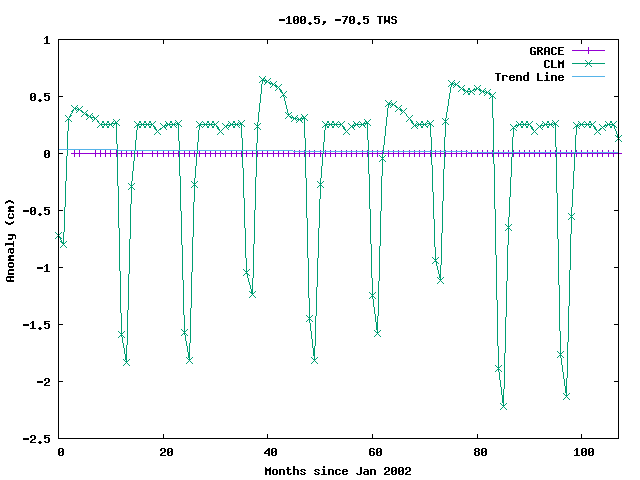 -100.5, -70.5 TWS
GRACE
CLM
Trend Line
1
0.5
0
-0.5
-1
-1.5
-2
-2.5
Anomaly (cm)
0 20 40 60 80 100
Months since Jan 2002